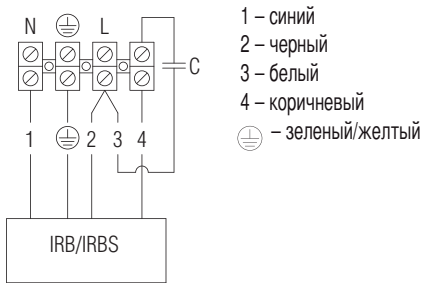 N L
C
1 2 3 4
IRB/IRBS
1 – синий
2 – черный
3 – белый
4 – коричневый
– зеленый/желтый